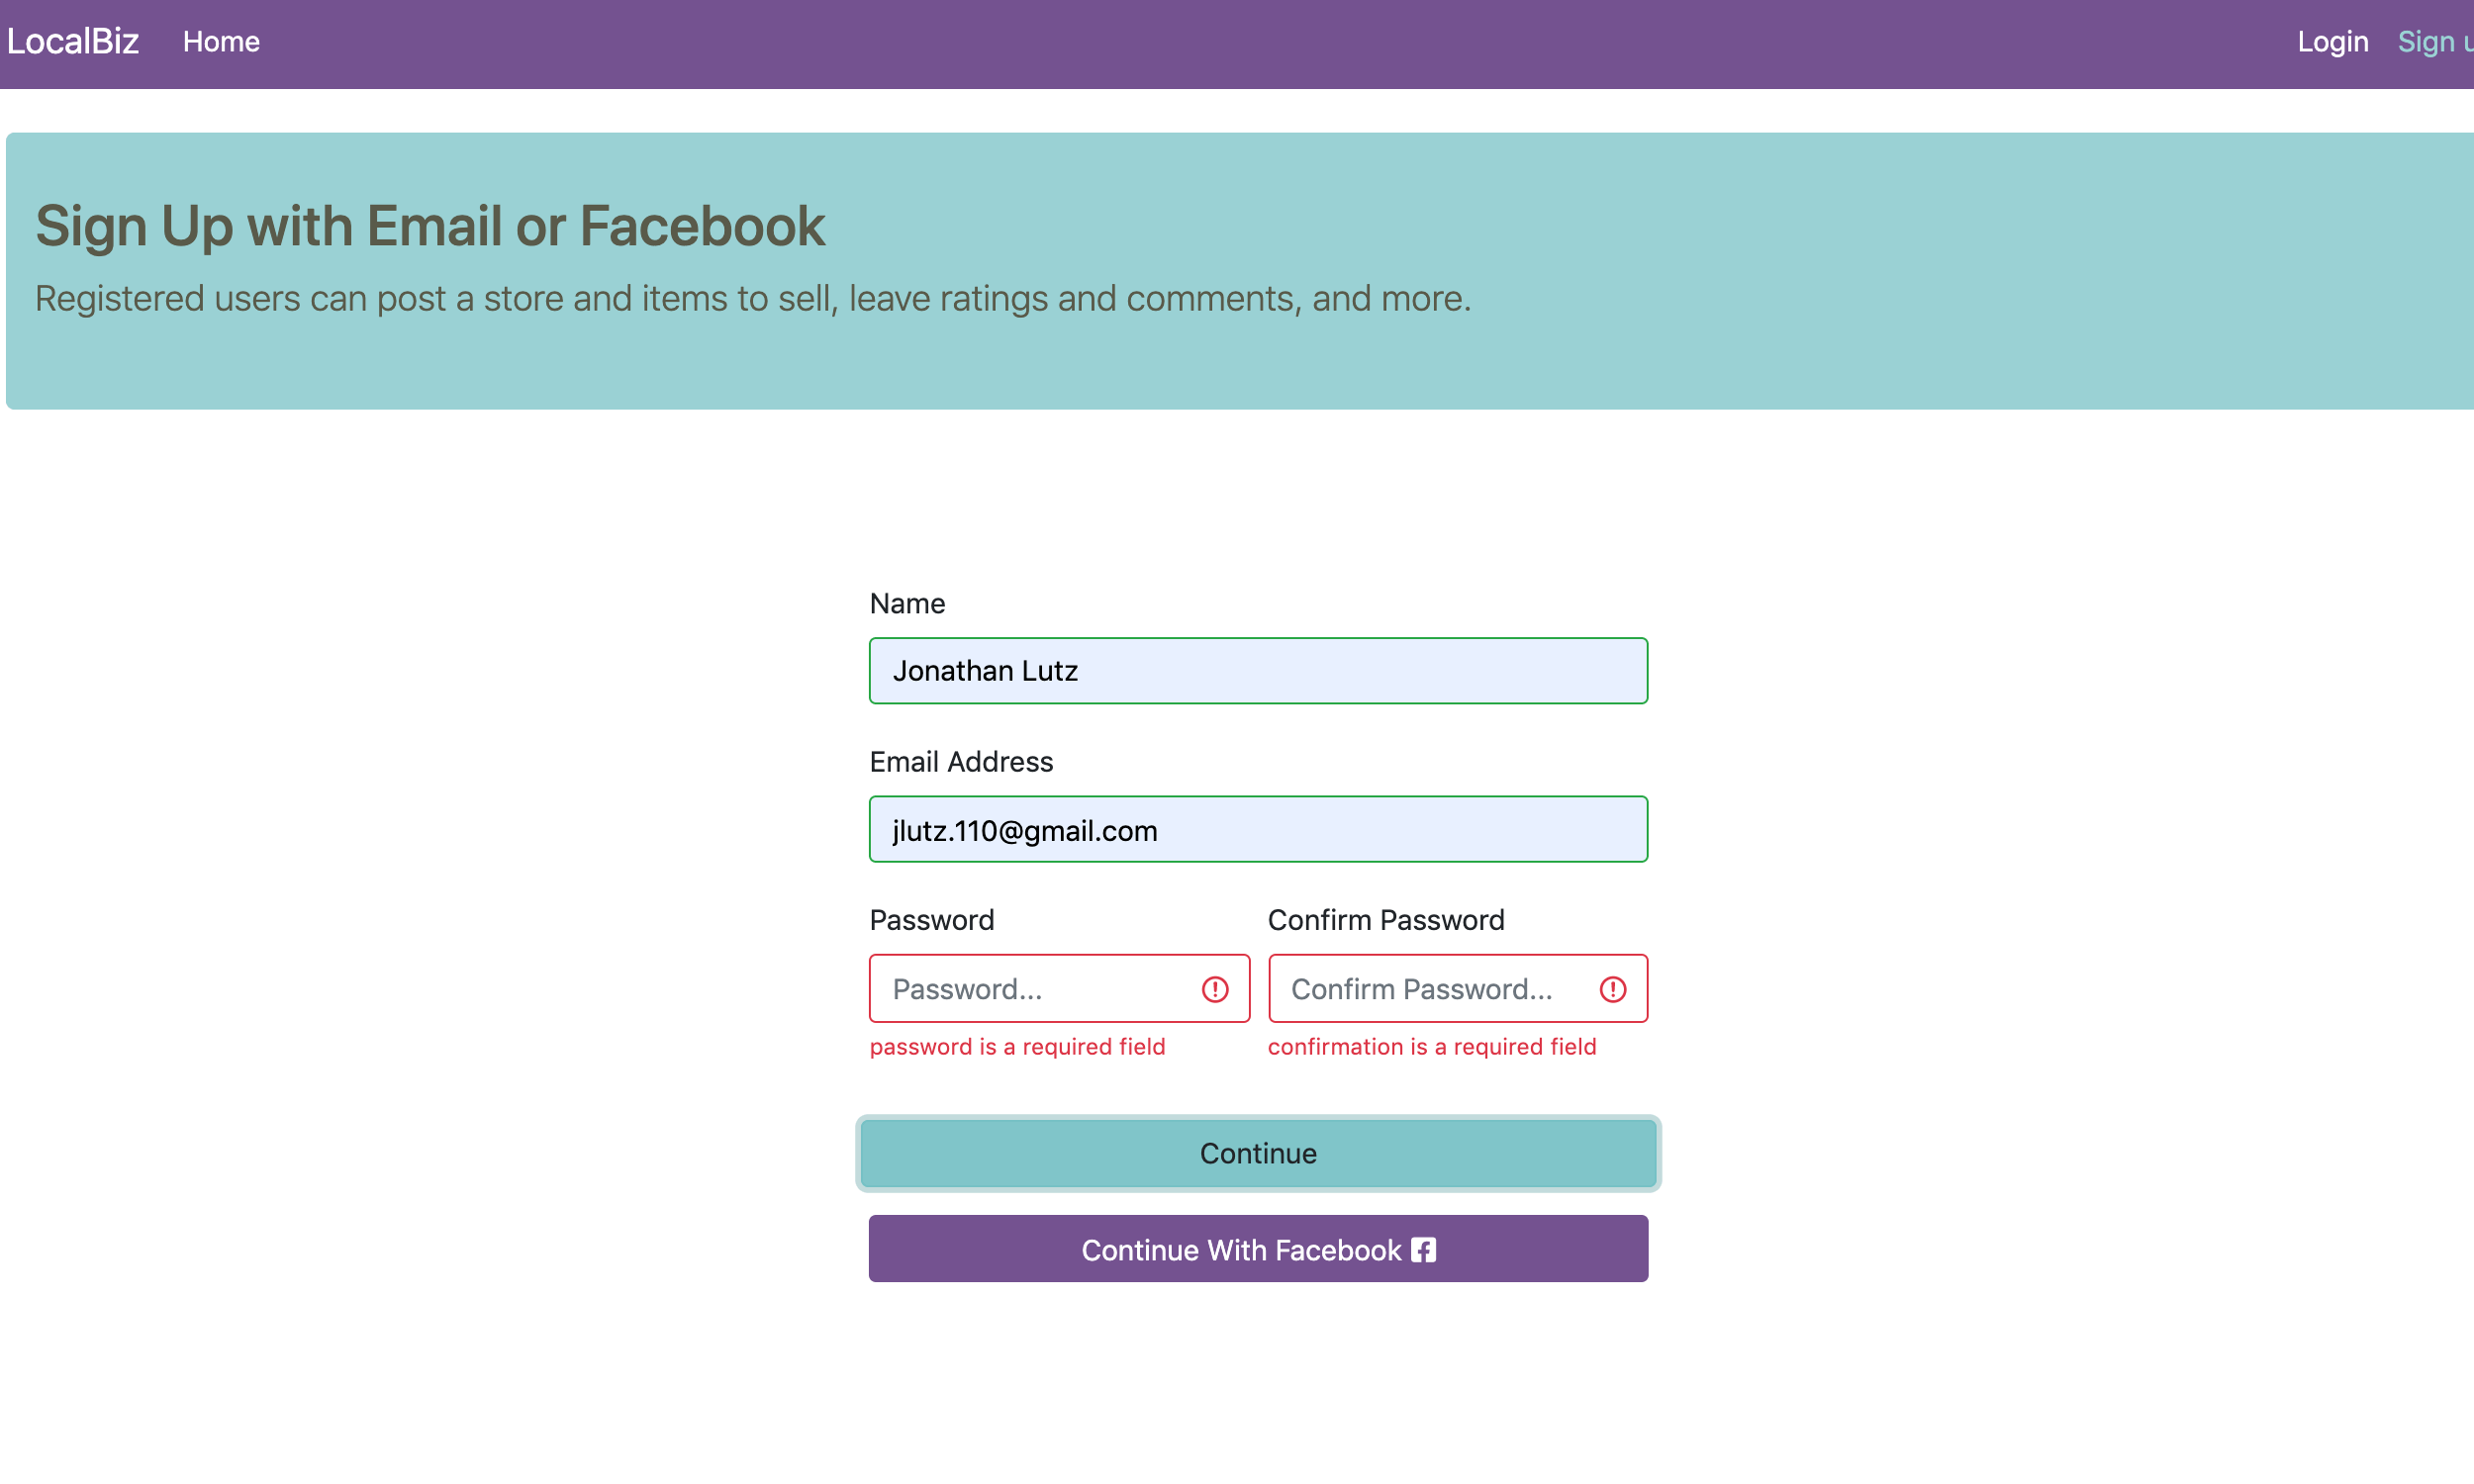 LocalBiz Home Login Sign u
Sign Up with Email or Facebook
Registered users can post a store and items to sell, leave ratings and comments, and more.
Name
Jonathan Lutz
Email Address
jlutz.110@gmail.com
Password Confirm Password
Password... Confirm Password...
password is a required field confirmation is a required field
Continue
Continue With Facebook